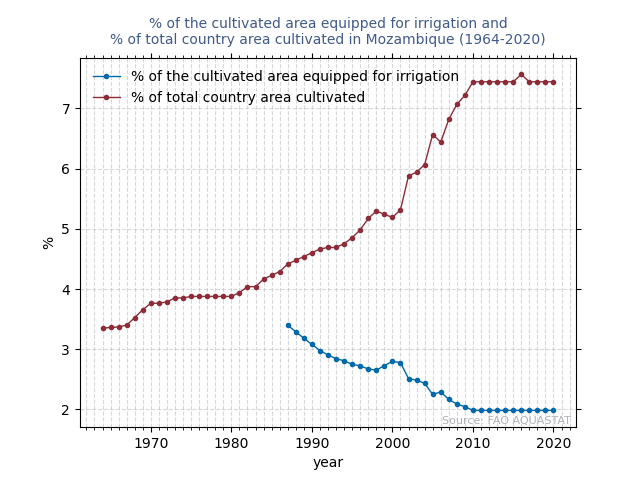 % of the cultivated area equipped for irrigation and
% of total country area cultivated in Mozambique (1964-2020)
% of the cultivated area equipped for irrigation
% of total country area cultivated
7
6
5
4
3
2
%
1970 1980 1990 2000 2010 2020
year
Source: FAO AQUASTAT